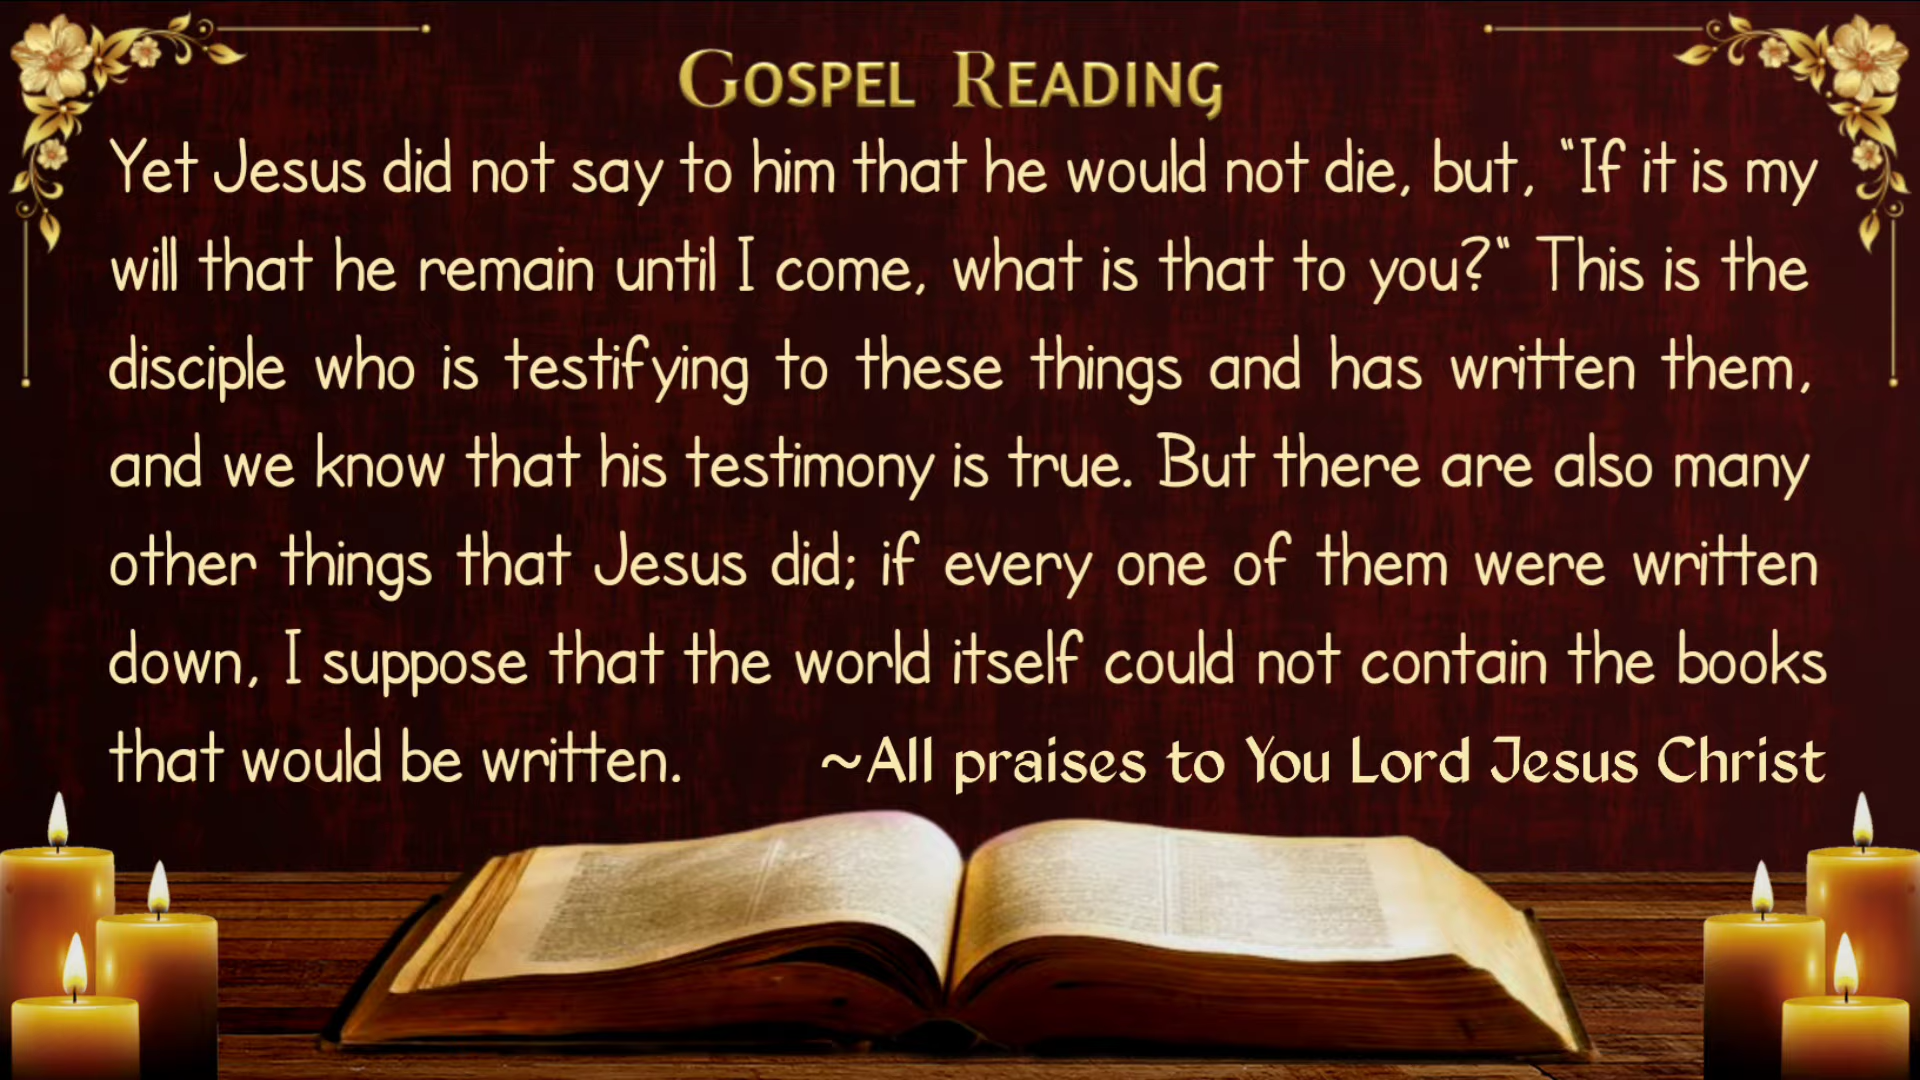 Gospel Reading
Yet Jesus did not say to him that he would not die, but, "If it is my
will that he remain until I come, what is that to you?" This is the
disciple who is testifying to these things and has written them,
and we know that his testimony is true. But there are also many
other things that Jesus did; if every one of them were written
down, I suppose that the world itself could not contain the books
that would be written. ~All praises to You Lord Jesus Christ